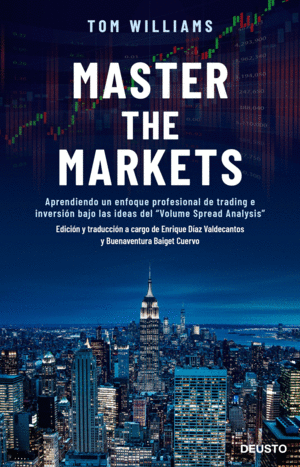 TOM WILLIAMS
MASTER
THE
MARKETS
Aprendiendo un enfoque profesional de trading e
inversión bajo las ideas del "Volume Spread Analysis"
Edición y traducción a cargo de Enrique Díaz Valdecantos
y Buenaventura Baiget Cuervo
DEUSTO